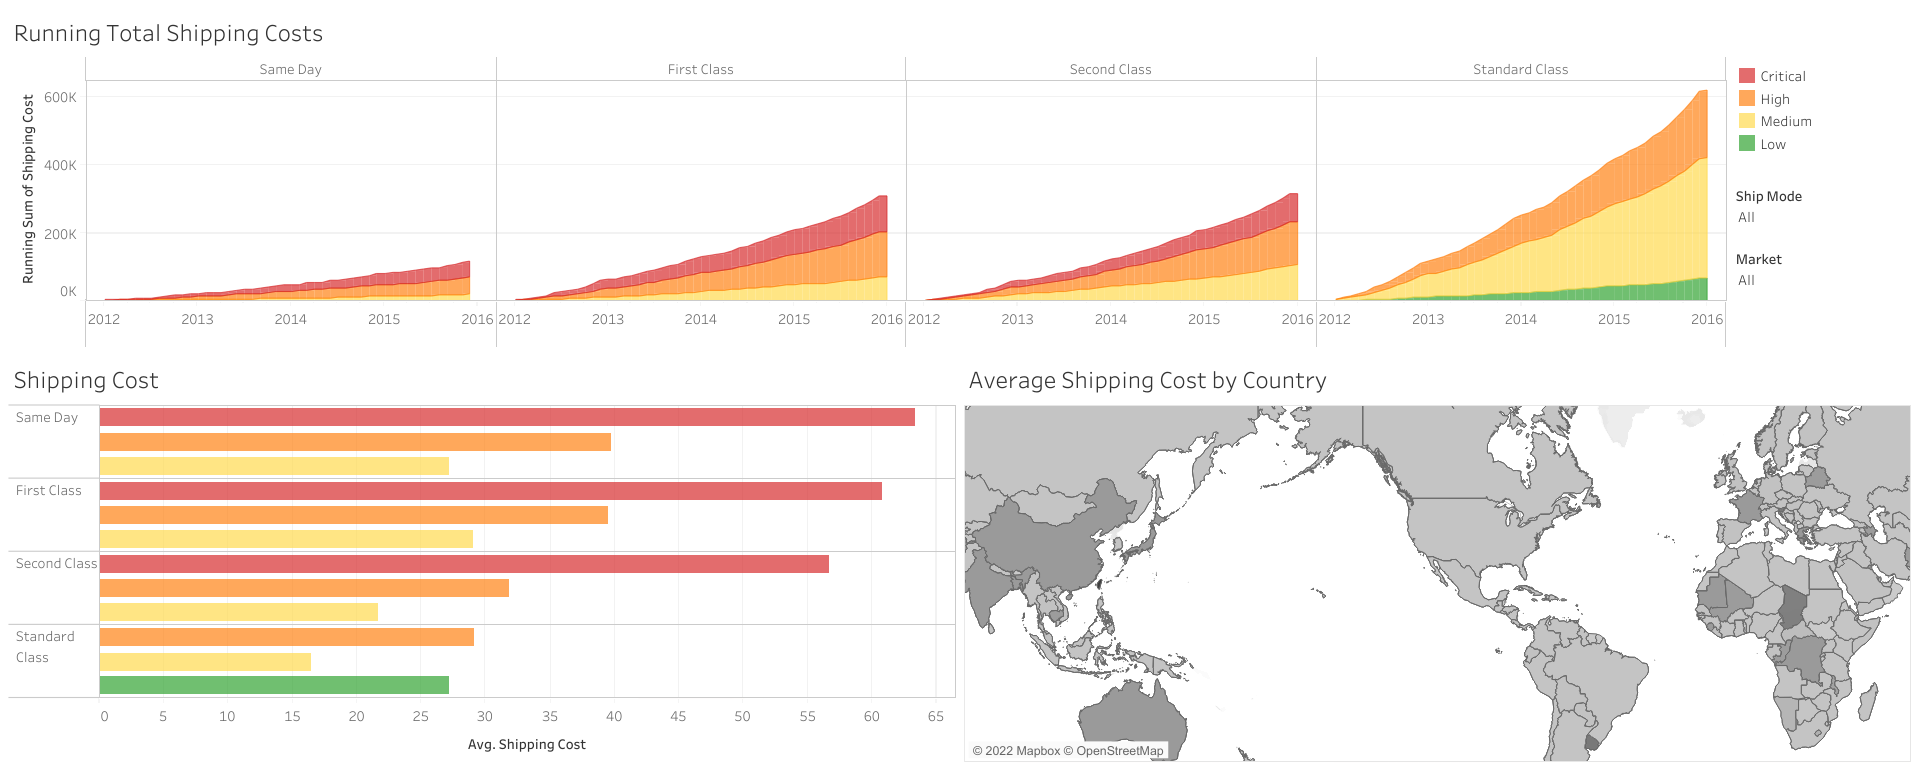 Running Total Shipping Costs
Same Day First Class Second Class Standard Class
Running Sum of Shipping Cost
600K
400K
200K
0K
2012 2013 2014 2015 2016 2012 2013 2014 2015 2016 2012 2013 2014 2015 2016 2012 2013 2014 2015 2016
Critical
High
Medium
Low
Ship Mode
All
Market
All
Shipping Cost
Same Day
First Class
Second Class
Standard
Class
0 5 10 15 20 25 30 35 40 45 50 55 60 65
Avg. Shipping Cost
Average Shipping Cost by Country
© 2022 Mapbox © OpenStreetMap